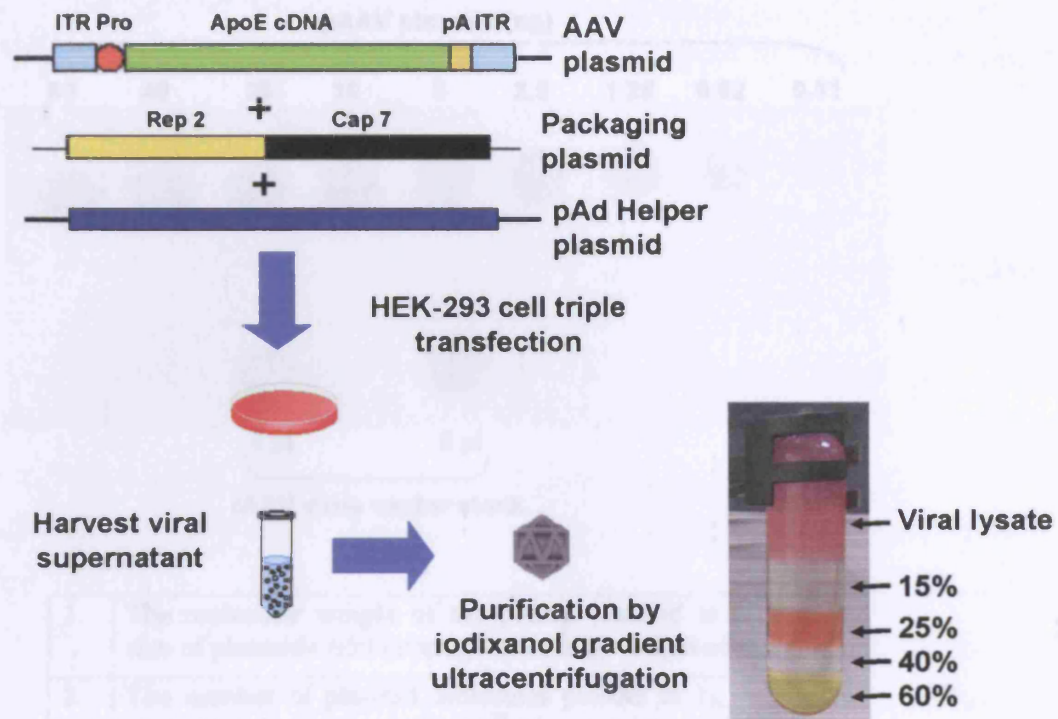 ITR Pro ApoE cDNA pA ITR
AAV
plasmid
+
Rep 2 Cap 7
Packaging
plasmid
+
pAd Helper
plasmid
HEK-293 cell triple
transfection
Harvest viral
supernatant
Purification by
iodixanol gradient
ultracentrifugation
Viral lysate
15%
25%
40%
60%